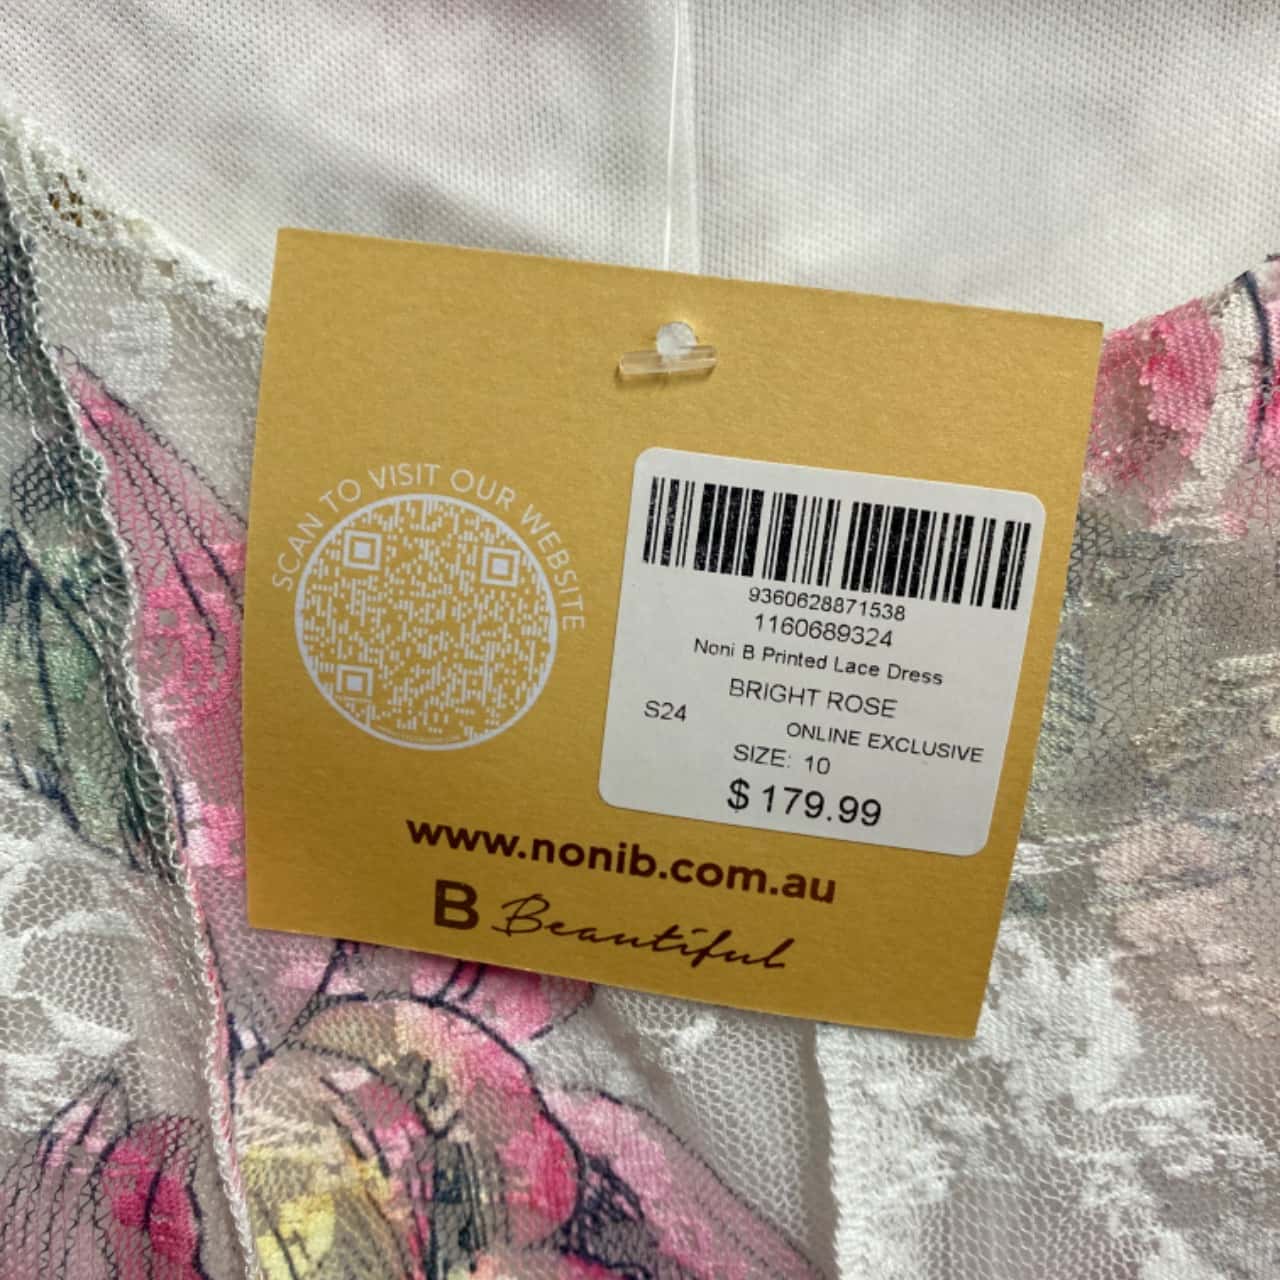 SCAN TO VISIT OUR WEBSITE
9360628871538
1160689324
Noni B Printed Lace Dress
BRIGHT ROSE
S24
ONLINE EXCLUSIVE
SIZE: 10
$179.99
www.nonib.com.au
B Beautiful